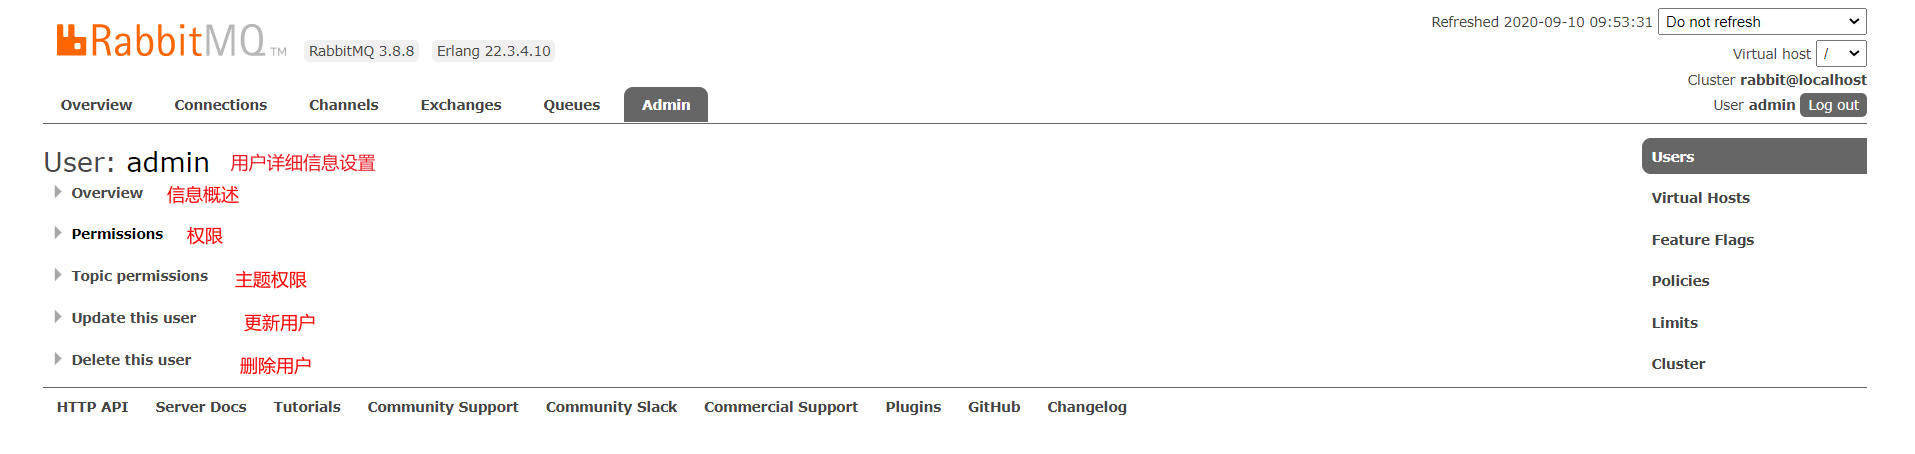 Refreshed 2020-09-10 09:53:31 Do not refresh
RabbitMQ TM RabbitMQ 3.8.8 Erlang 22.3.4.10
Virtual host /
Cluster rabbit@localhost
User admin Log out
Overview Connections Channels Exchanges Queues Admin
User: admin 用户详细信息设置
Overview 信息概述
Permissions 权限
Topic permissions 主题权限
Update this user 更新用户
Delete this user 删除用户
Users
Virtual Hosts
Feature Flags
Policies
Limits
Cluster
HTTP API Server Docs Tutorials Community Support Community Slack Commercial Support Plugins GitHub Changelog